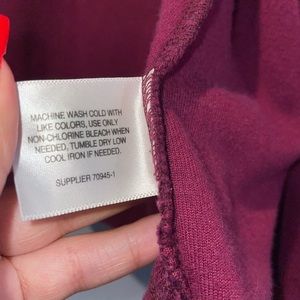 MACHINE WASH COLD WITH
LIKE COLORS, USE ONLY
NON-CHLORINE BLEACH WHEN
NEEDED, TUMBLE DRY LOW
COOL IRON IF NEEDED.
SUPPLIER 70945-1